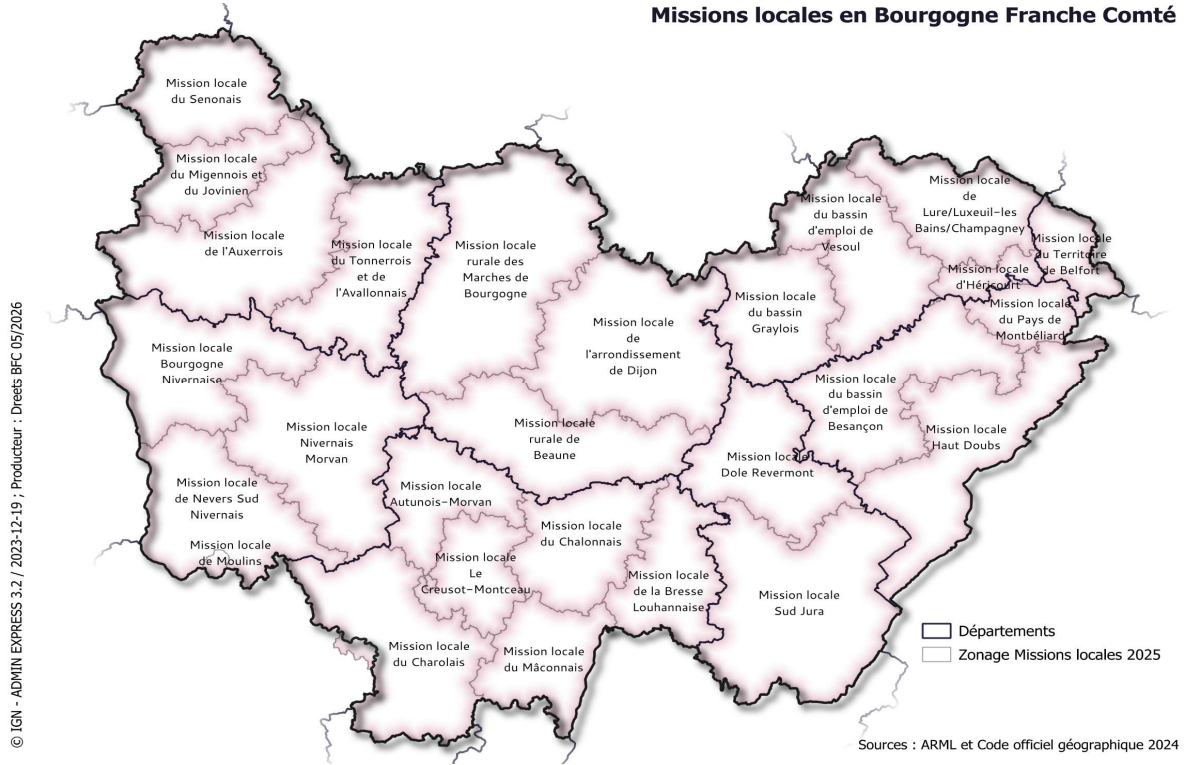 Missions locales en Bourgogne Franche Comté
Mission locale
du Senonais
Mission locale
du Migennois et
du Jovinien
Mission locale
de l'Auxerrois
Mission locale
du Tonnerrois
et de
l'Avallonnais
Mission locale
rurale des
Marches de
Bourgogne
Mission locale
de
l'arrondissement
de Dijon
Mission locale
du bassin
Graylois
Mission locale
du bassin
d'emploi de
Vesoul
Mission locale
de
Lure/Luxeuil-les
Bains/Champagney
Mission locale
du Territoire
de Belfort
Mission locale
d'Héricourt
Mission locale
du Pays de
Montbéliard
Mission locale
Bourgogne
Nivernaise
Mission locale
Nivernais
Morvan
Mission locale
de Nevers Sud
Nivernais
Mission locale
de Moulins
Mission locale
rurale de
Beaune
Mission locale
du bassin
d'emploi de
Besançon
Mission locale
Haut Doubs
Mission locale
Dole Revermont
Mission locale
Autunois-Morvan
Mission locale
du Chalonnais
Mission locale
Le
Creusot-Montceau
Mission locale
de la Bresse
Louhannaise
Mission locale
Sud Jura
Mission locale
du Charolais
Mission locale
du Mâconnais
Départements
Zonage Missions locales 2025
Sources : ARML et Code officiel géographique 2024
© IGN - ADMIN EXPRESS 3.2 / 2023-12-19 ; Producteur : Dreets BFC 05/2026